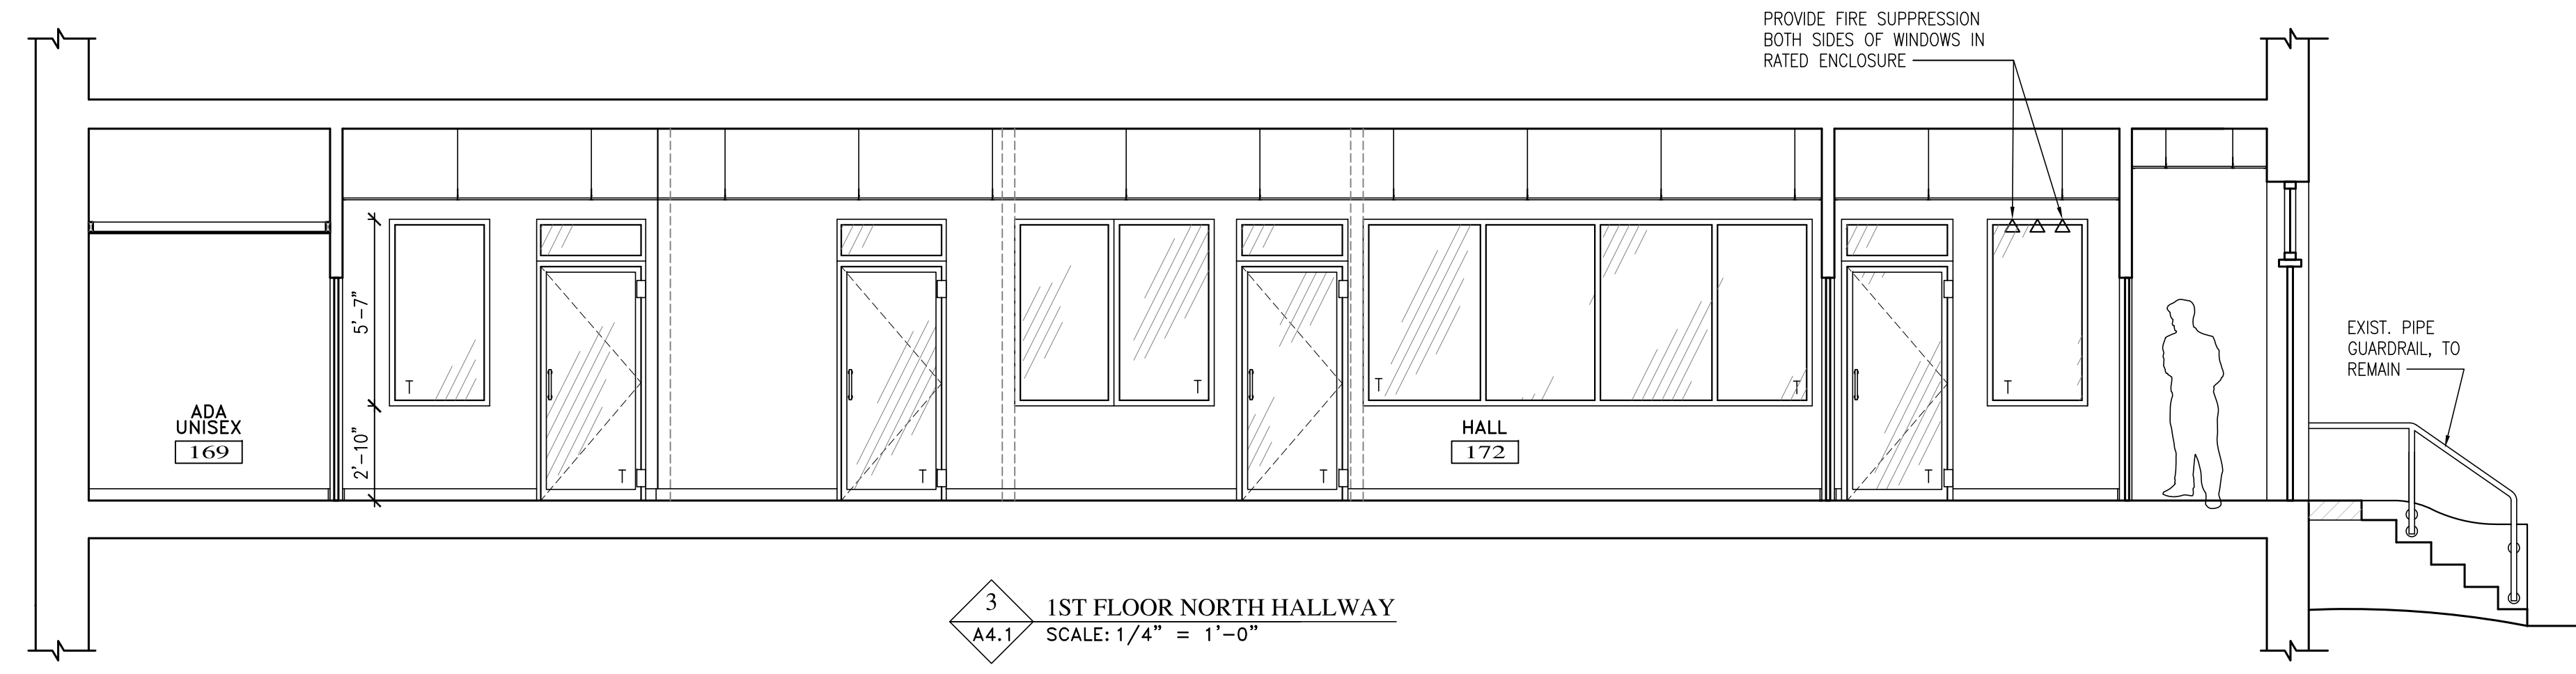 PROVIDE FIRE SUPPRESSION
BOTH SIDES OF WINDOWS IN
RATED ENCLOSURE
EXIST. PIPE
GUARDRAIL, TO
REMAIN
5'-7"
2'-10"
ADA
UNISEX
169
HALL
172
T
T
T
T
T
T
T
T
T
3
A4.1
1ST FLOOR NORTH HALLWAY
SCALE: 1/4" = 1'-0"